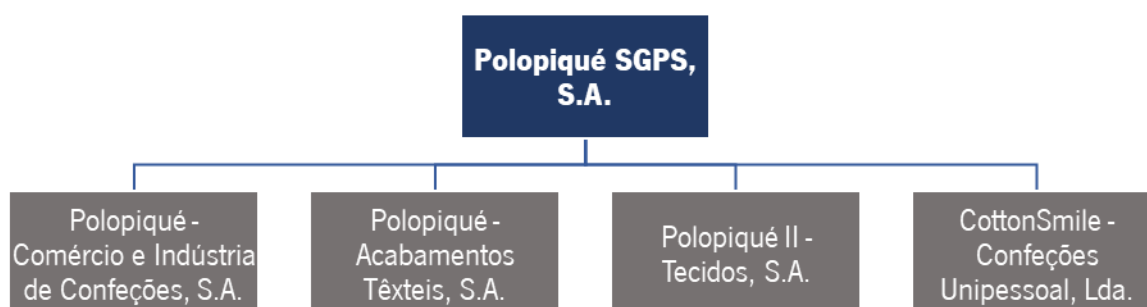 Polopiqué SGPS,
S.A.
Polopiqué -
Comércio e Indústria
de Confeções, S.A.
Polopiqué -
Acabamentos
Têxteis, S.A.
Polopiqué II -
Tecidos, S.A.
CottonSmile -
Confeções
Unipessoal, Lda.